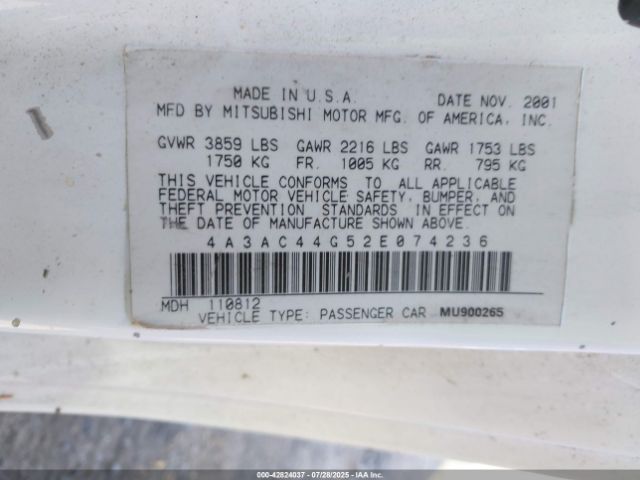 MADE IN U.S.A. DATE NOV. 2001
MFD BY MITSUBISHI MOTOR MFG. OF AMERICA, INC.
GVWR 3859 LBS GAWR 2216 LBS GAWR 1753 LBS
1750 KG FR. 1005 KG RR. 795 KG
THIS VEHICLE CONFORMS TO ALL APPLICABLE
FEDERAL MOTOR VEHICLE SAFETY, BUMPER, AND
THEFT PREVENTION STANDARDS IN EFFECT ON
THE DATE OF MANUFACTURE SHOWN ABOVE.
4A3AC44G52E074236
MDH 110812
VEHICLE TYPE: PASSENGER CAR MU900265
000-42824037 | 07/28/2025 | IAAI.com